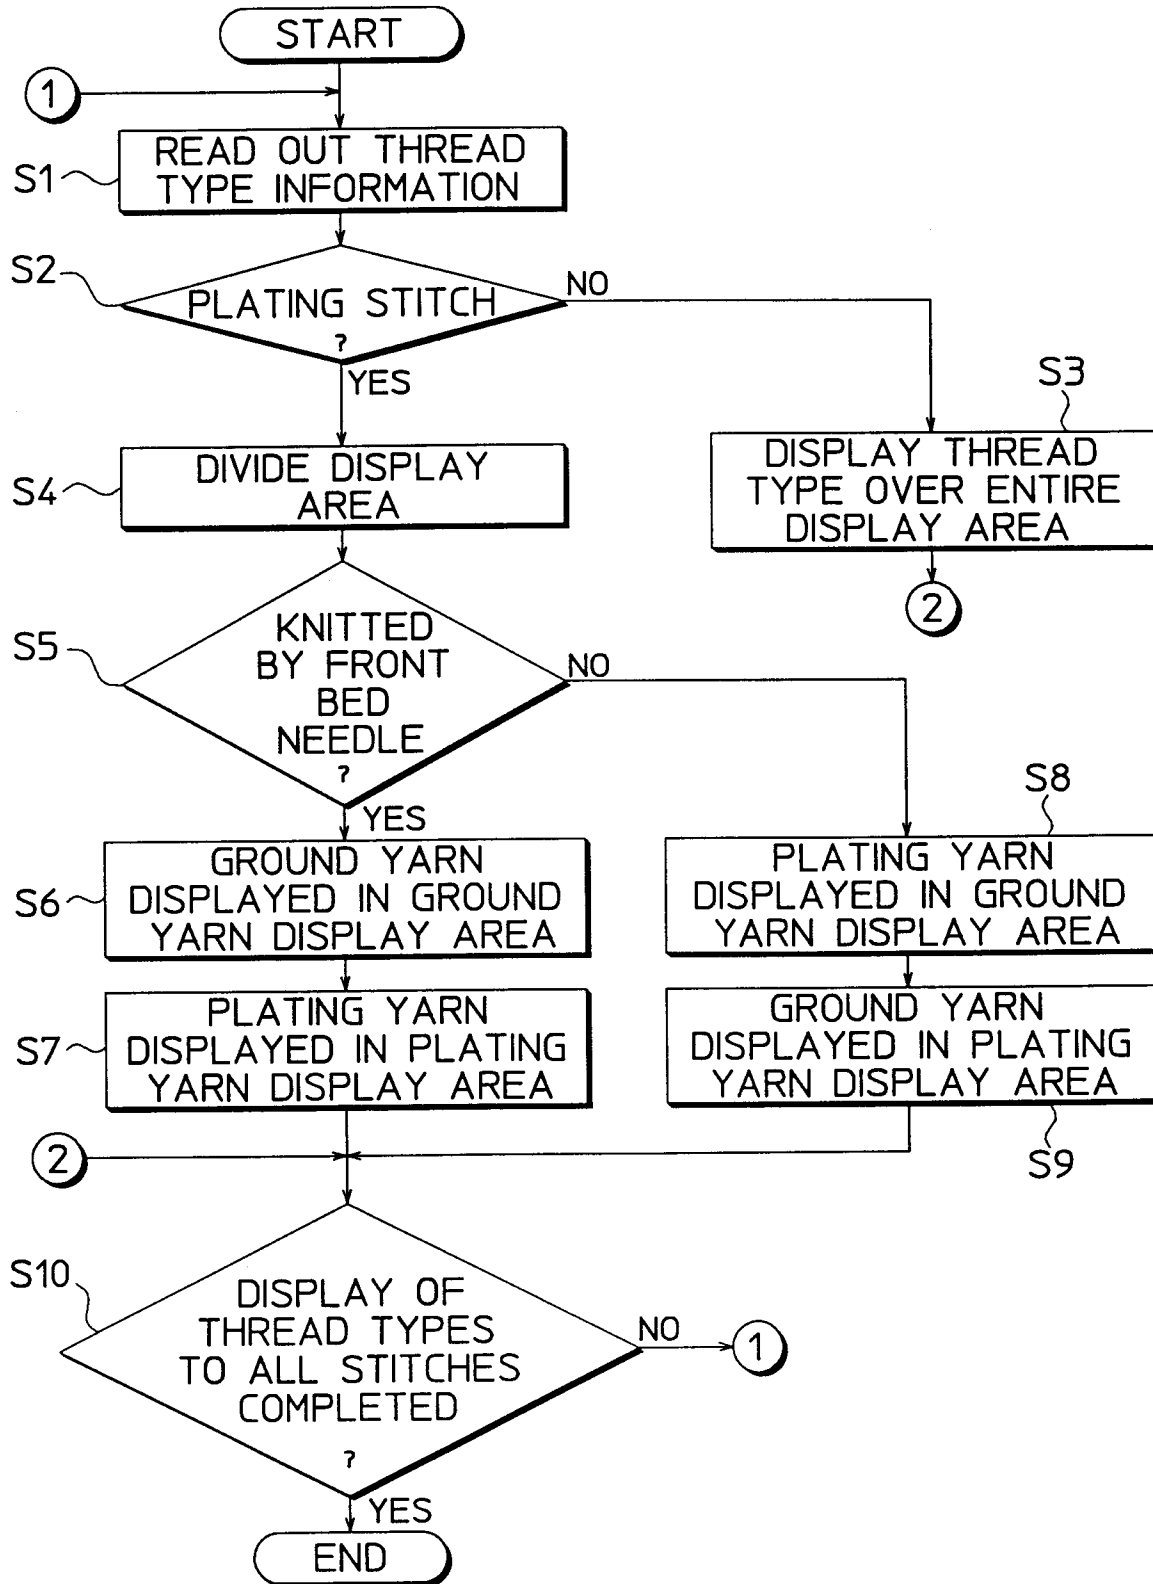 START
1
S1
READ OUT THREAD
TYPE INFORMATION
S2
PLATING STITCH
?
NO
YES
S3
DISPLAY THREAD
TYPE OVER ENTIRE
DISPLAY AREA
2
S4
DIVIDE DISPLAY
AREA
S5
KNITTED
BY FRONT
BED
NEEDLE
?
NO
YES
S6
GROUND YARN
DISPLAYED IN GROUND
YARN DISPLAY AREA
S8
PLATING YARN
DISPLAYED IN GROUND
YARN DISPLAY AREA
S7
PLATING YARN
DISPLAYED IN PLATING
YARN DISPLAY AREA
GROUND YARN
DISPLAYED IN PLATING
YARN DISPLAY AREA
S9
2
S10
DISPLAY OF
THREAD TYPES
TO ALL STITCHES
COMPLETED
?
NO
1
YES
END